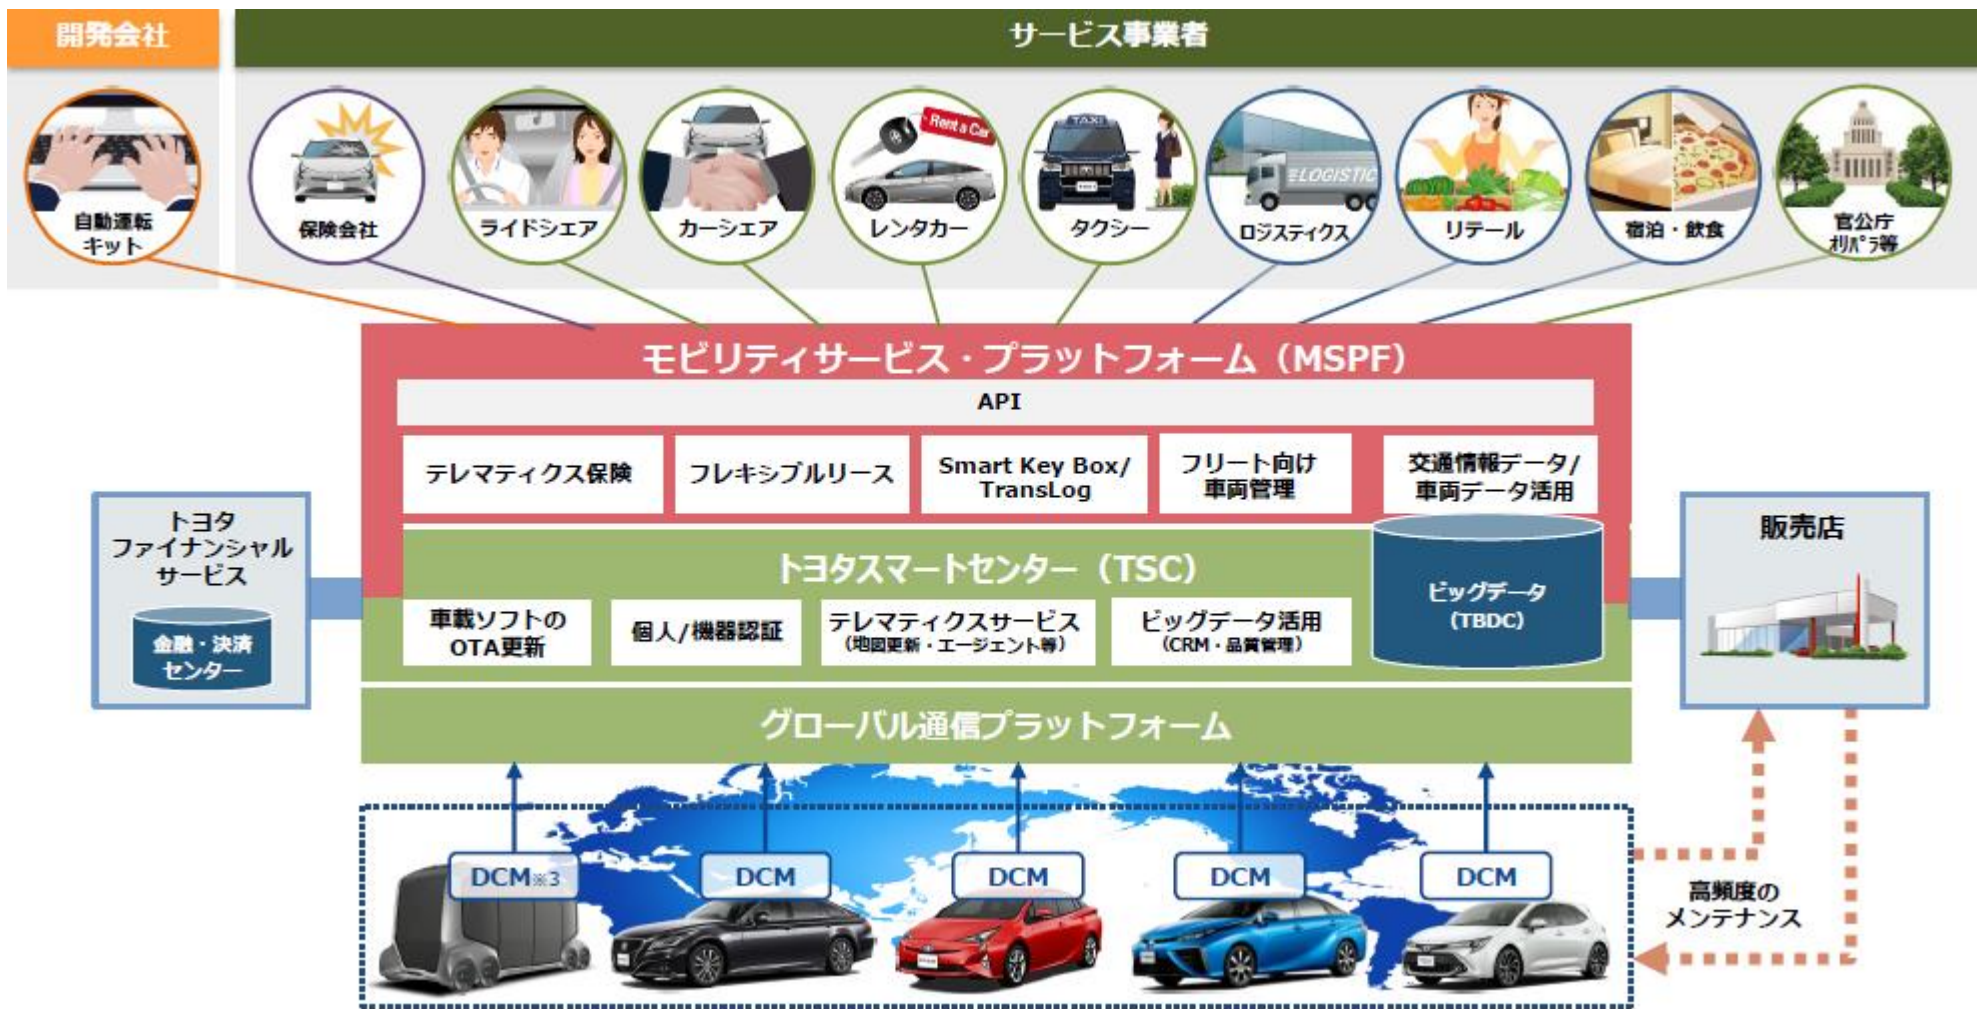 開発会社
サービス事業者
自動運転
キット
保険会社
ライドシェア
カーシェア
Rent a Car
レンタカー
TAXI
タクシー
LOGISTIC
ロジスティクス
リテール
宿泊・飲食
官公庁
ｵﾘﾊﾟﾗ等
モビリティサービス・プラットフォーム（MSPF）
API
テレマティクス保険
フレキシブルリース
Smart Key Box/
TransLog
フリート向け
車両管理
交通情報データ/
車両データ活用
トヨタ
ファイナンシャル
サービス
金融・決済
センター
トヨタスマートセンター（TSC）
車載ソフトの
OTA更新
個人/機器認証
テレマティクスサービス
（地図更新・エージェント等）
ビッグデータ活用
（CRM・品質管理）
ビッグデータ
(TBDC)
販売店
グローバル通信プラットフォーム
DCM※3
DCM
DCM
DCM
DCM
高頻度の
メンテナンス